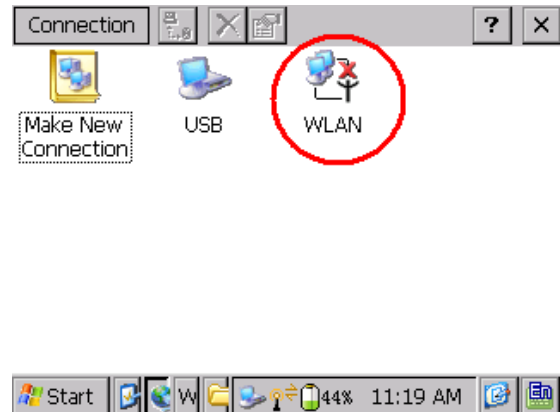 Connection ? ×
Make New
Connection
USB
WLAN
Start W 44% 11:19 AM En